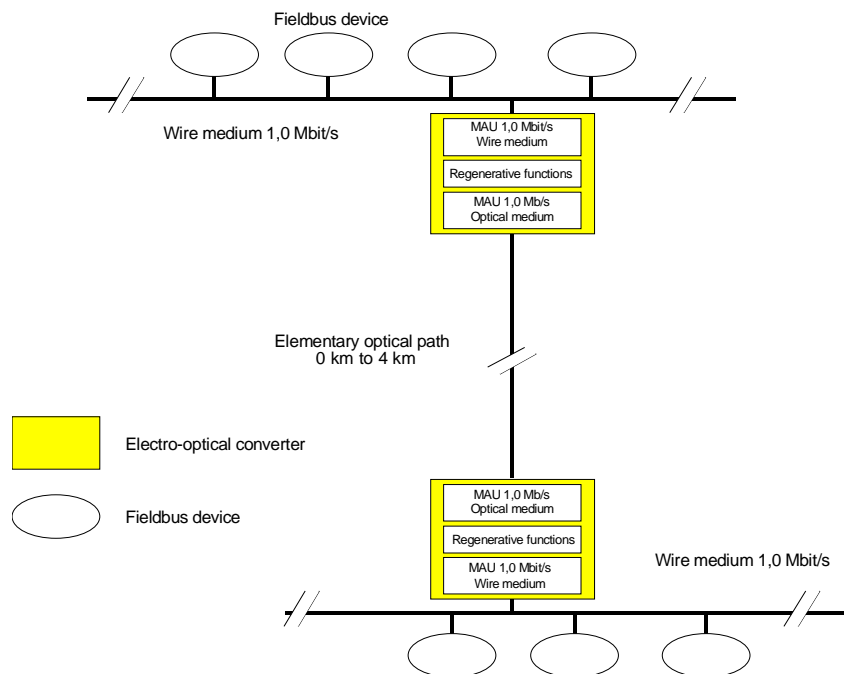 Fieldbus device
Wire medium 1,0 Mbit/s
MAU 1,0 Mbit/s
Wire medium
Regenerative functions
MAU 1,0 Mb/s
Optical medium
Elementary optical path
0 km to 4 km
Electro-optical converter
Fieldbus device
MAU 1,0 Mb/s
Optical medium
Regenerative functions
MAU 1,0 Mbit/s
Wire medium
Wire medium 1,0 Mbit/s